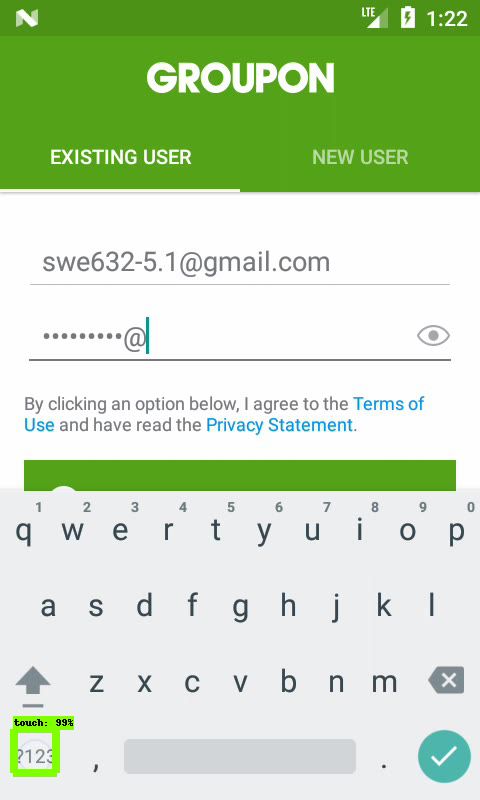 LTE 1:22
GROUPON
EXISTING USER NEW USER
swe632-5.1@gmail.com
•••••••••@
By clicking an option below, I agree to the Terms of
Use and have read the Privacy Statement.
1 2 3 4 5 6 7 8 9 0
q w e r t y u i o p
a s d f g h j k l
z x c v b n m
touch: 99%
?123 , .